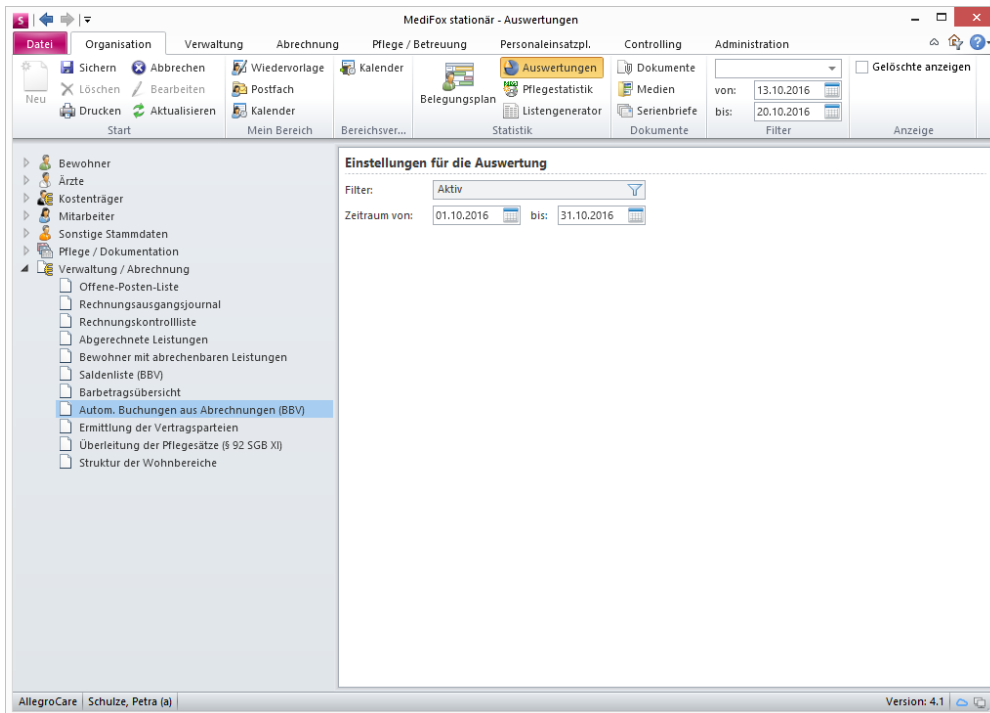 S MediFox stationär - Auswertungen
Datei Organisation Verwaltung Abrechnung Pflege / Betreuung Personaleinsatzpl. Controlling Administration
Neu
Sichern Abbrechen
Löschen Bearbeiten
Drucken Aktualisieren
Start
Wiedervorlage
Postfach
Kalender
Mein Bereich
Kalender
Bereichsver...
Belegungsplan
Auswertungen
Pflegestatistik
Listengenerator
Statistik
Dokumente
Medien
Serienbriefe
Dokumente
von: 13.10.2016
bis: 20.10.2016
Filter
Gelöschte anzeigen
Anzeige
Bewohner
Ärzte
Kostenträger
Mitarbeiter
Sonstige Stammdaten
Pflege / Dokumentation
Verwaltung / Abrechnung
Offene-Posten-Liste
Rechnungsausgangsjournal
Rechnungskontrollliste
Abgerechnete Leistungen
Bewohner mit abrechenbaren Leistungen
Saldenliste (BBV)
Barbetragsübersicht
Autom. Buchungen aus Abrechnungen (BBV)
Ermittlung der Vertragsparteien
Überleitung der Pflegesätze (§ 92 SGB XI)
Struktur der Wohnbereiche
Einstellungen für die Auswertung
Filter: Aktiv
Zeitraum von: 01.10.2016 bis: 31.10.2016
AllegroCare Schulze, Petra (a) Version: 4.1